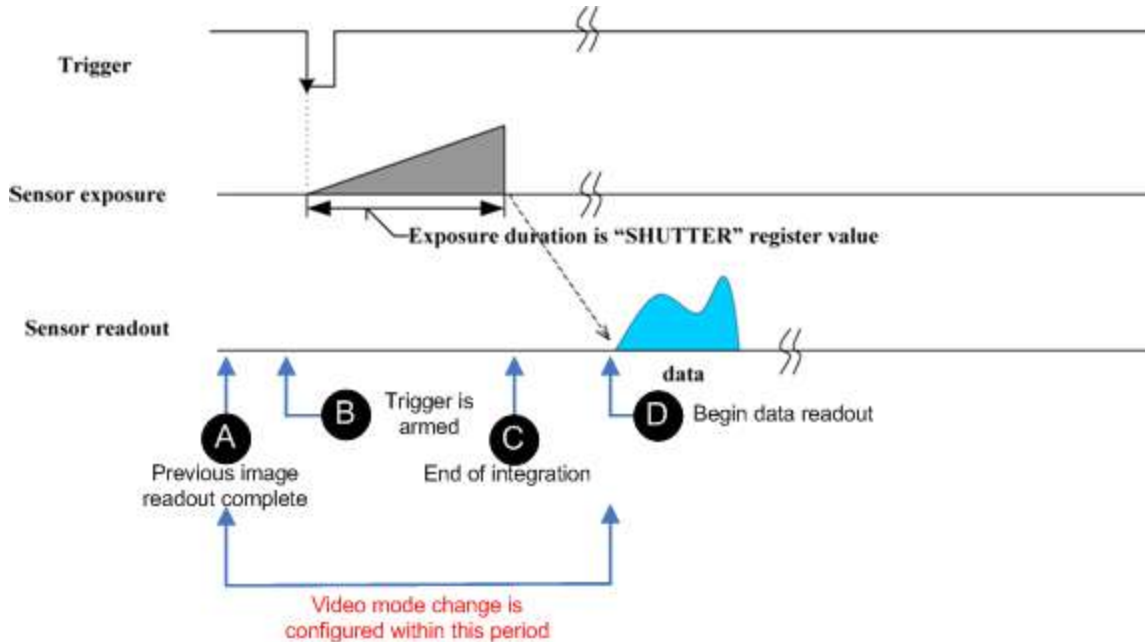 Trigger
Sensor exposure
Exposure duration is “SHUTTER” register value
Sensor readout
data
A
Previous image
readout complete
B
Trigger is
armed
C
End of integration
D
Begin data readout
Video mode change is
configured within this period